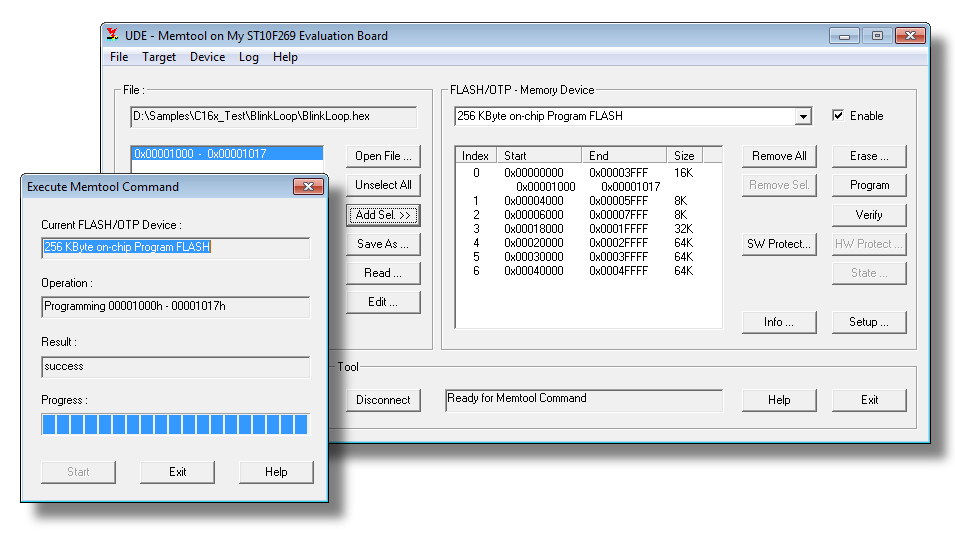 UDE - Memtool on My ST10F269 Evaluation Board
File Target Device Log Help
File :
D:\Samples\C16x_Test\BlinkLoop\BlinkLoop.hex
0x00001000 - 0x00001017
Open File ...
Unselect All
Add Sel. >>
Save As ...
Read ...
Edit ...
FLASH/OTP - Memory Device
256 KByte on-chip Program FLASH
Enable
Index Start End Size
0 0x00000000 0x00003FFF 16K
0x00001000 0x00001017
1 0x00004000 0x00005FFF 8K
2 0x00006000 0x00007FFF 8K
3 0x00018000 0x0001FFFF 32K
4 0x00020000 0x0002FFFF 64K
5 0x00030000 0x0003FFFF 64K
6 0x00040000 0x0004FFFF 64K
Remove All
Remove Sel.
SW Protect...
Info ...
Erase ...
Program
Verify
HW Protect ...
State ...
Setup ...
Tool
Disconnect
Ready for Memtool Command
Help
Exit
Execute Memtool Command
Current FLASH/OTP Device :
256 KByte on-chip Program FLASH
Operation :
Programming 00001000h - 00001017h
Result :
success
Progress :
Start
Exit
Help